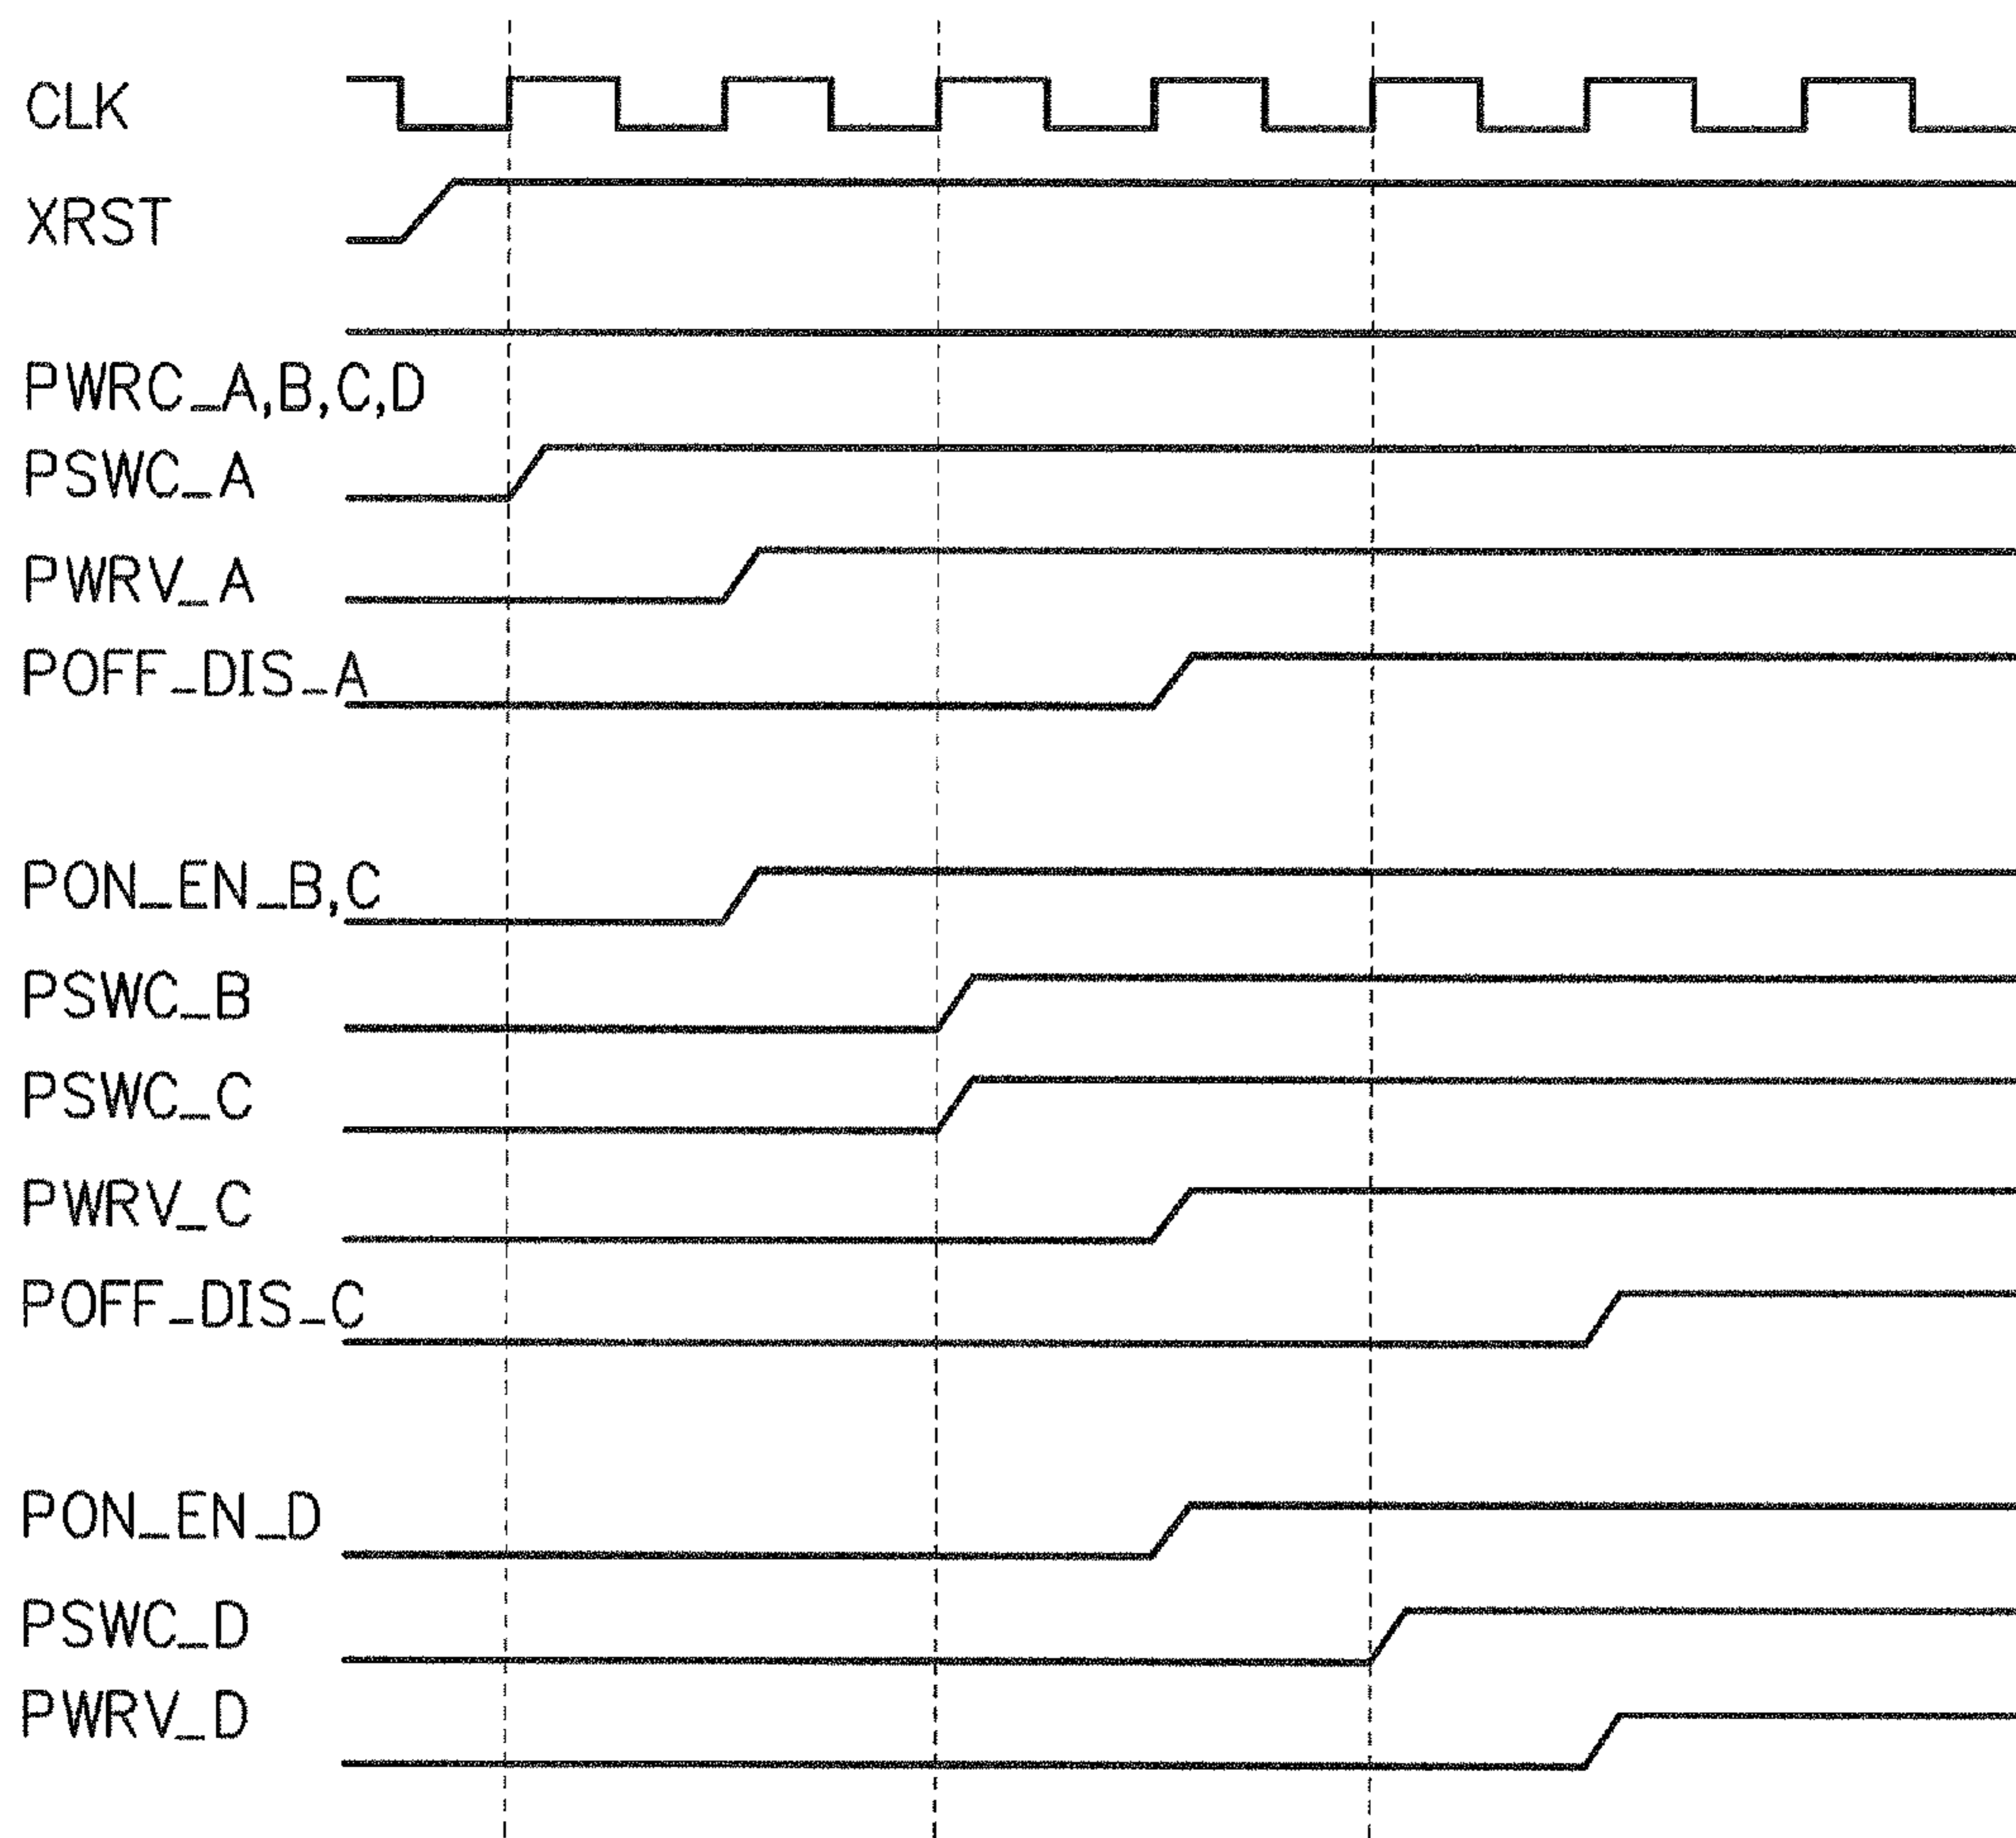 CLK
XRST
PWRC_A,B,C,D
PSWC_A
PWRV_A
POFF_DIS_A
PON_EN_B,C
PSWC_B
PSWC_C
PWRV_C
POFF_DIS_C
PON_EN_D
PSWC_D
PWRV_D